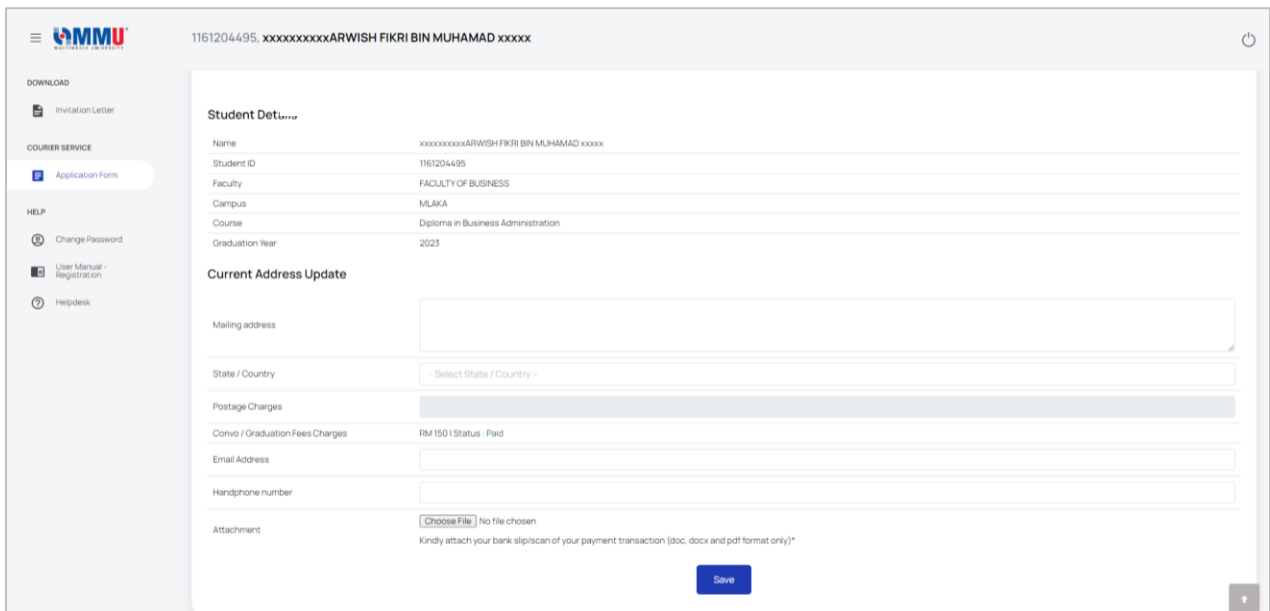 MMU
MULTIMEDIA UNIVERSITY
1161204495, xxxxxxxxxxARWISH FIKRI BIN MUHAMAD xxxxx
DOWNLOAD
Invitation Letter
COURIER SERVICE
Application Form
HELP
Change Password
User Manual -
Registration
Helpdesk
Student Details
Name xxxxxxxxxxARWISH FIKRI BIN MUHAMAD xxxxx
Student ID 1161204495
Faculty FACULTY OF BUSINESS
Campus MLAKA
Course Diploma in Business Administration
Graduation Year 2023
Current Address Update
Mailing address
State / Country - Select State / Country -
Postage Charges
Convo / Graduation Fees Charges RM 150 | Status : Paid
Email Address
Handphone number
Attachment Choose File No file chosen
Kindly attach your bank slip/scan of your payment transaction (doc, docx and pdf format only)*
Save